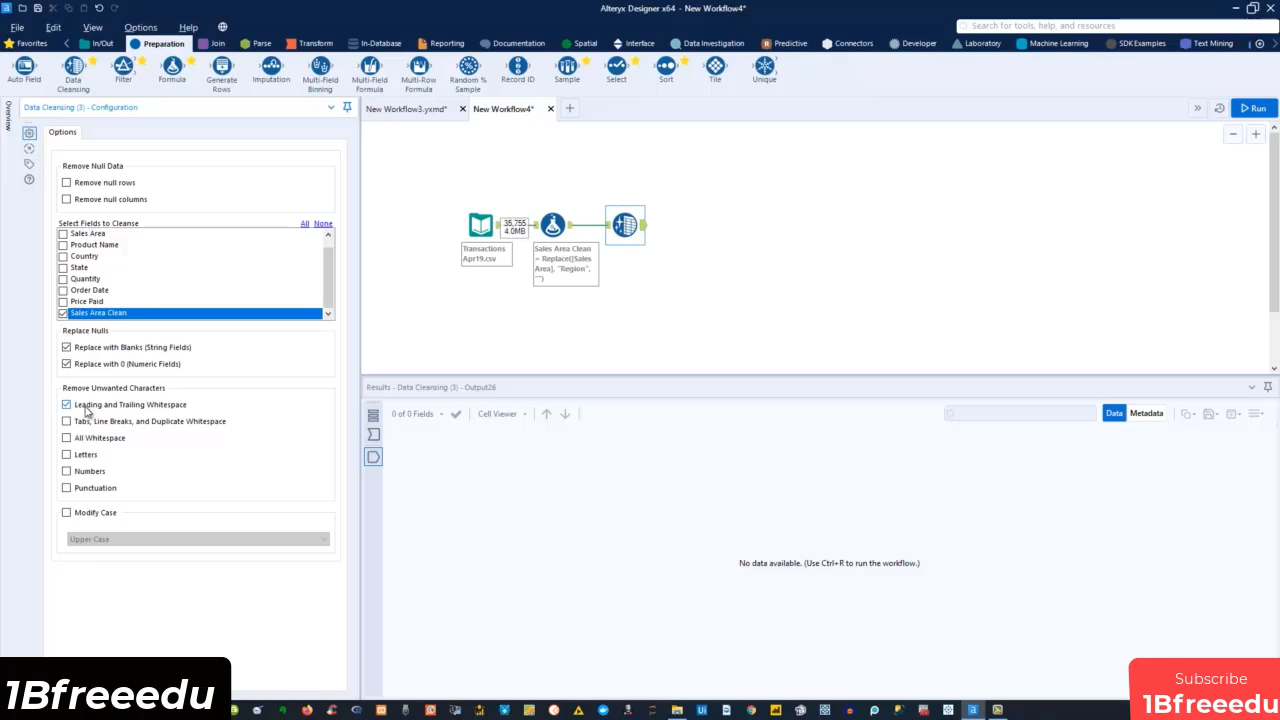 Alteryx Designer x64 - New Workflow4*
File Edit View Options Help
Search for tools, help, and resources
Favorites In/Out Preparation Join Parse Transform In-Database Reporting Documentation Spatial Interface Data Investigation Predictive Connectors Developer Laboratory Machine Learning SDK Examples Text Mining
Auto Field Data Cleansing Filter Formula Generate Rows Imputation Multi-Field Binning Multi-Field Formula Multi-Row Formula Random % Sample Record ID Sample Select Sort Tile Unique
Overview
Data Cleansing (3) - Configuration
New Workflow3.yxmd*
New Workflow4*
Run
Options
Remove Null Data
Remove null rows
Remove null columns
Select Fields to Cleanse
All None
Sales Area
Product Name
Country
State
Quantity
Order Date
Price Paid
Sales Area Clean
Replace Nulls
Replace with Blanks (String Fields)
Replace with 0 (Numeric Fields)
Remove Unwanted Characters
Leading and Trailing Whitespace
Tabs, Line Breaks, and Duplicate Whitespace
All Whitespace
Letters
Numbers
Punctuation
Modify Case
Upper Case
35,755
4.0MB
Transactions
Apr19.csv
Sales Area Clean
= Replace([Sales
Area], "Region",
"")
Results - Data Cleansing (3) - Output26
0 of 0 Fields
Cell Viewer
Data
Metadata
No data available. (Use Ctrl+R to run the workflow.)
1Bfreeedu
Subscribe
1Bfreeedu